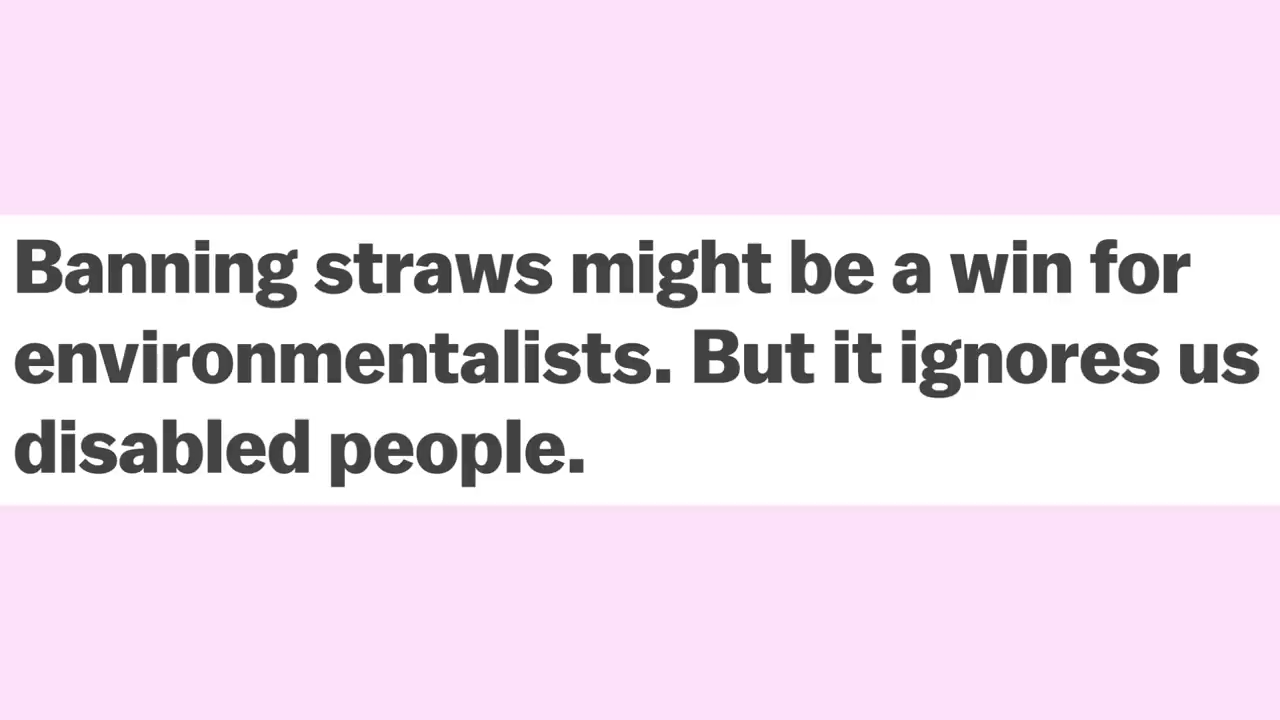 Banning straws might be a win for
environmentalists. But it ignores us
disabled people.